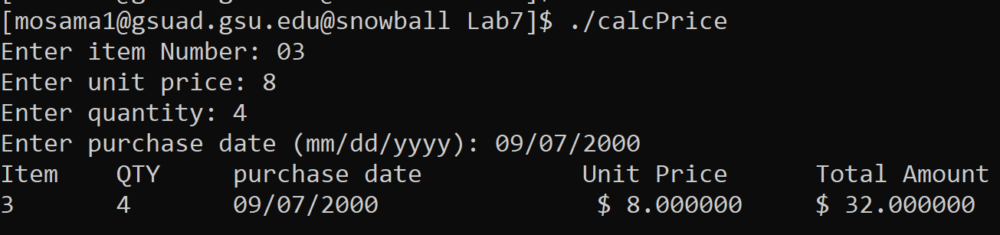 [mosama1@gsuad.gsu.edu@snowball Lab7]$ ./calcPrice
Enter item Number: 03
Enter unit price: 8
Enter quantity: 4
Enter purchase date (mm/dd/yyyy): 09/07/2000
Item    QTY     purchase date           Unit Price      Total Amount
3       4       09/07/2000               $ 8.000000     $ 32.000000